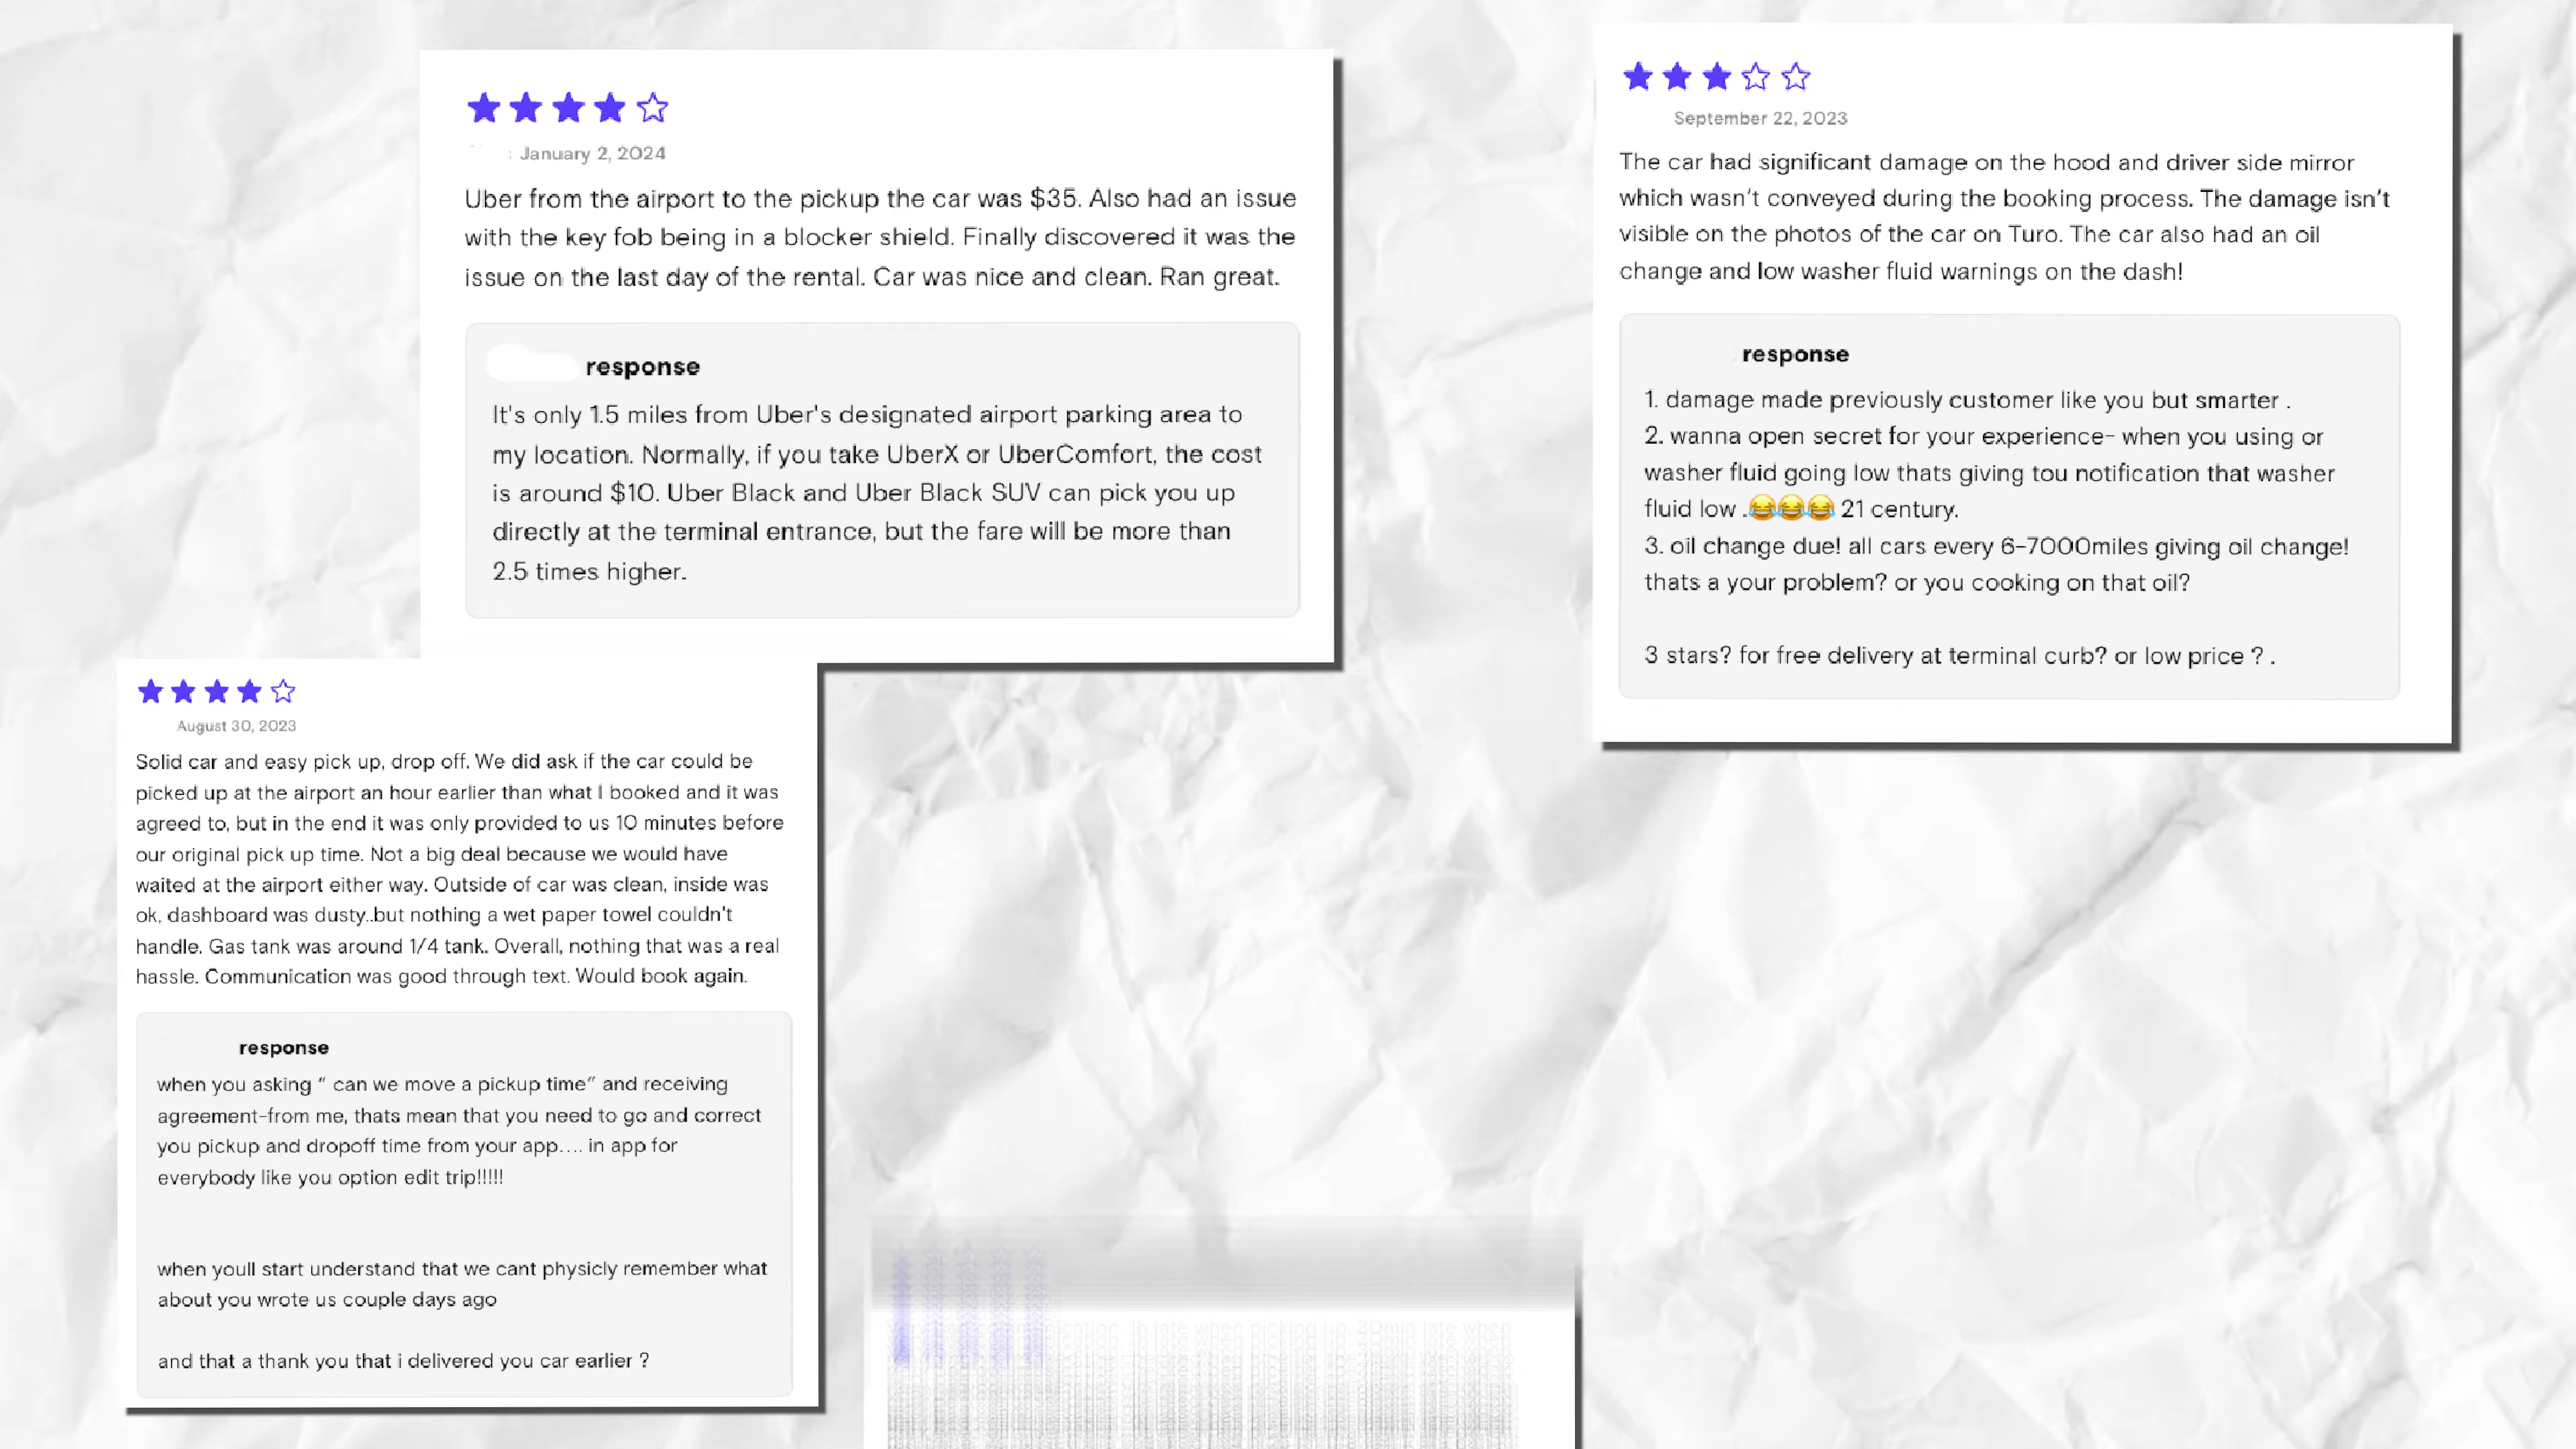 January 2, 2024
Uber from the airport to the pickup the car was $35. Also had an issue
with the key fob being in a blocker shield. Finally discovered it was the
issue on the last day of the rental. Car was nice and clean. Ran great.
response
It's only 1.5 miles from Uber's designated airport parking area to
my location. Normally, if you take UberX or UberComfort, the cost
is around $10. Uber Black and Uber Black SUV can pick you up
directly at the terminal entrance, but the fare will be more than
2.5 times higher.
September 22, 2023
The car had significant damage on the hood and driver side mirror
which wasn't conveyed during the booking process. The damage isn't
visible on the photos of the car on Turo. The car also had an oil
change and low washer fluid warnings on the dash!
response
1. damage made previously customer like you but smarter .
2. wanna open secret for your experience- when you using or
washer fluid going low thats giving tou notification that washer
fluid low .😂😂😂 21 century.
3. oil change due! all cars every 6-7000miles giving oil change!
thats a your problem? or you cooking on that oil?
3 stars? for free delivery at terminal curb? or low price ? .
August 30, 2023
Solid car and easy pick up, drop off. We did ask if the car could be
picked up at the airport an hour earlier than what I booked and it was
agreed to, but in the end it was only provided to us 10 minutes before
our original pick up time. Not a big deal because we would have
waited at the airport either way. Outside of car was clean, inside was
ok, dashboard was dusty..but nothing a wet paper towel couldn't
handle. Gas tank was around 1/4 tank. Overall, nothing that was a real
hassle. Communication was good through text. Would book again.
response
when you asking " can we move a pickup time" and receiving
agreement-from me, thats mean that you need to go and correct
you pickup and dropoff time from your app.... in app for
everybody like you option edit trip!!!!!
when youll start understand that we cant physicly remember what
about you wrote us couple days ago
and that a thank you that i delivered you car earlier ?
late when picking up 30min late when